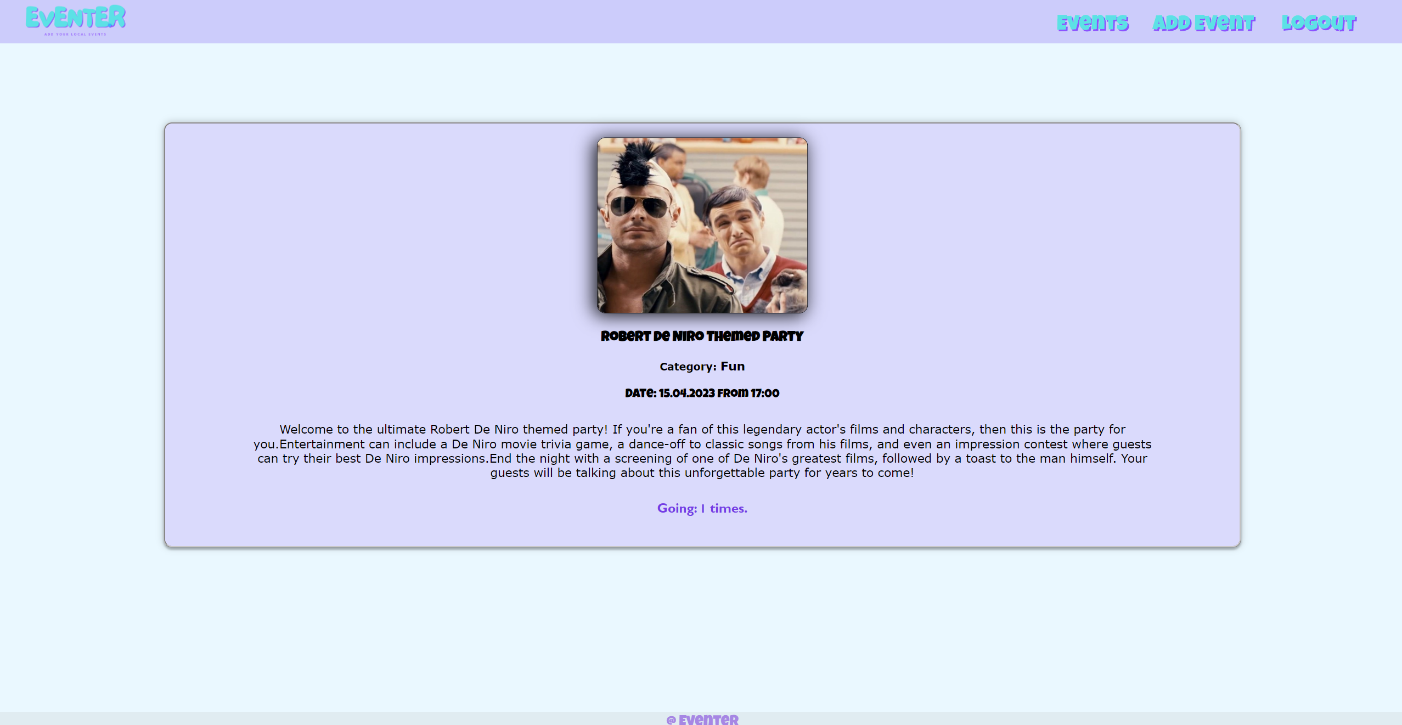 EVENTER
ADD YOUR LOCAL EVENTS
Events
Add Event
Logout
Robert De Niro Themed Party
Category: Fun
Date: 15.04.2023 from 17:00
Welcome to the ultimate Robert De Niro themed party! If you're a fan of this legendary actor's films and characters, then this is the party for
you.Entertainment can include a De Niro movie trivia game, a dance-off to classic songs from his films, and even an impression contest where guests
can try their best De Niro impressions.End the night with a screening of one of De Niro's greatest films, followed by a toast to the man himself. Your
guests will be talking about this unforgettable party for years to come!
Going: 1 times.
@ Eventer